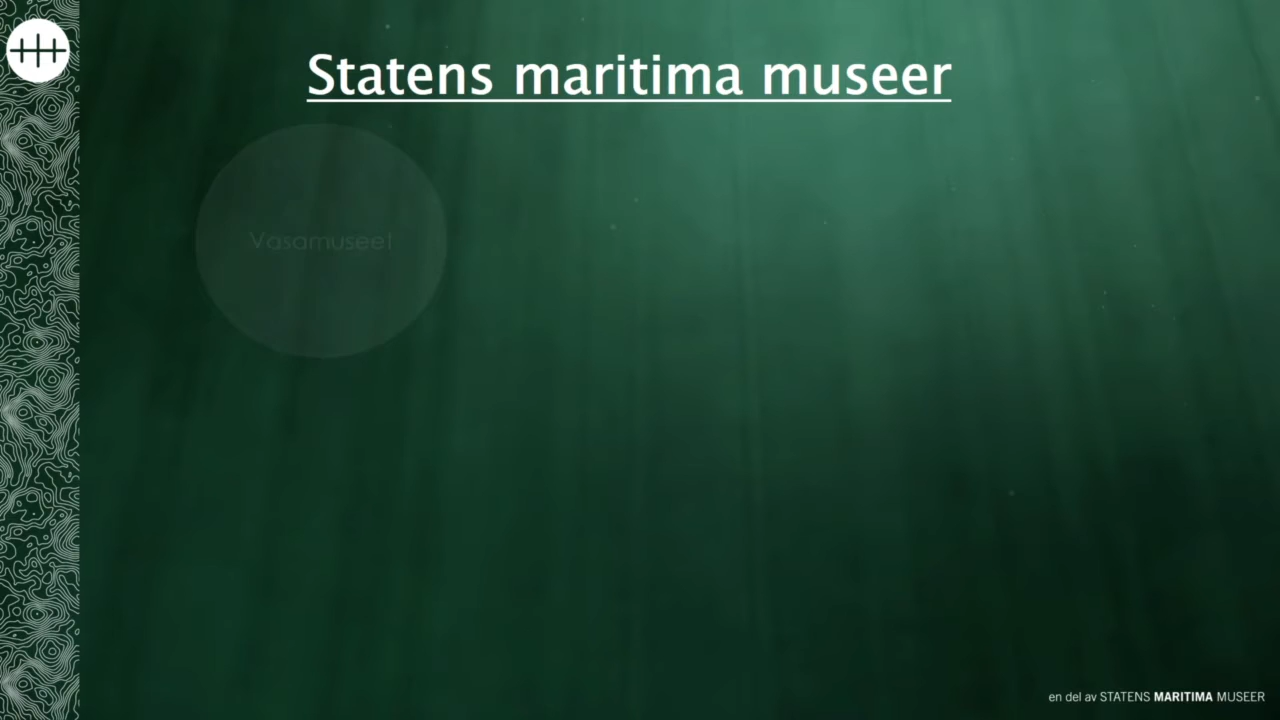 Statens maritima museer
Vasamuseet
en del av STATENS MARITIMA MUSEER